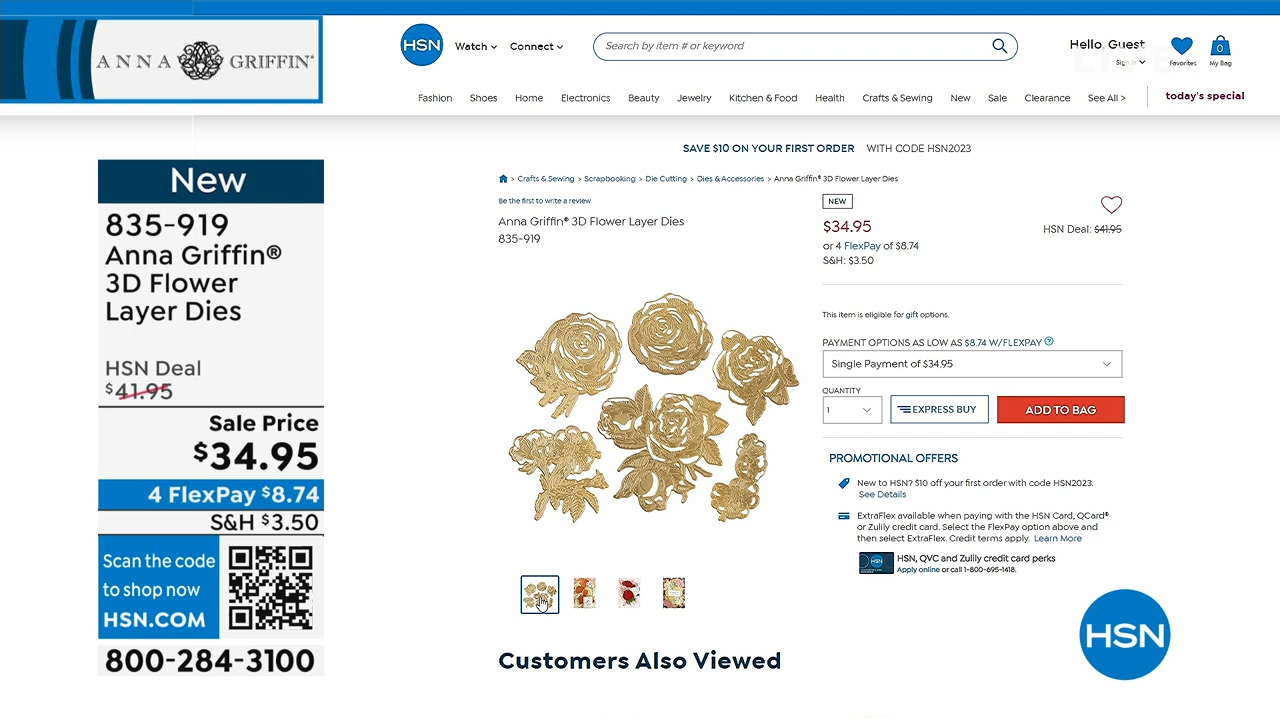 ANNA GRIFFIN®
HSN
Watch
Connect
Search by item # or keyword
Hello, Guest
Sign In
Favorites
0
My Bag
Fashion
Shoes
Home
Electronics
Beauty
Jewelry
Kitchen & Food
Health
Crafts & Sewing
New
Sale
Clearance
See All >
today's special
SAVE $10 ON YOUR FIRST ORDER WITH CODE HSN2023
> Crafts & Sewing > Scrapbooking > Die Cutting > Dies & Accessories > Anna Griffin® 3D Flower Layer Dies
New
835-919
Anna Griffin®
3D Flower
Layer Dies
HSN Deal
$41.95
Sale Price
$34.95
4 FlexPay $8.74
S&H $3.50
Scan the code
to shop now
HSN.COM
800-284-3100
Be the first to write a review
Anna Griffin® 3D Flower Layer Dies
835-919
NEW
$34.95
HSN Deal: $41.95
or 4 FlexPay of $8.74
S&H: $3.50
This item is eligible for gift options.
PAYMENT OPTIONS AS LOW AS $8.74 W/FLEXPAY ?
Single Payment of $34.95
QUANTITY
1
EXPRESS BUY
ADD TO BAG
PROMOTIONAL OFFERS
New to HSN? $10 off your first order with code HSN2023.
See Details
ExtraFlex available when paying with the HSN Card, QCard®
or Zulily credit card. Select the FlexPay option above and
then select ExtraFlex. Credit terms apply. Learn More
HSN, QVC and Zulily credit card perks
Apply online or call 1-800-695-1418.
Customers Also Viewed
HSN